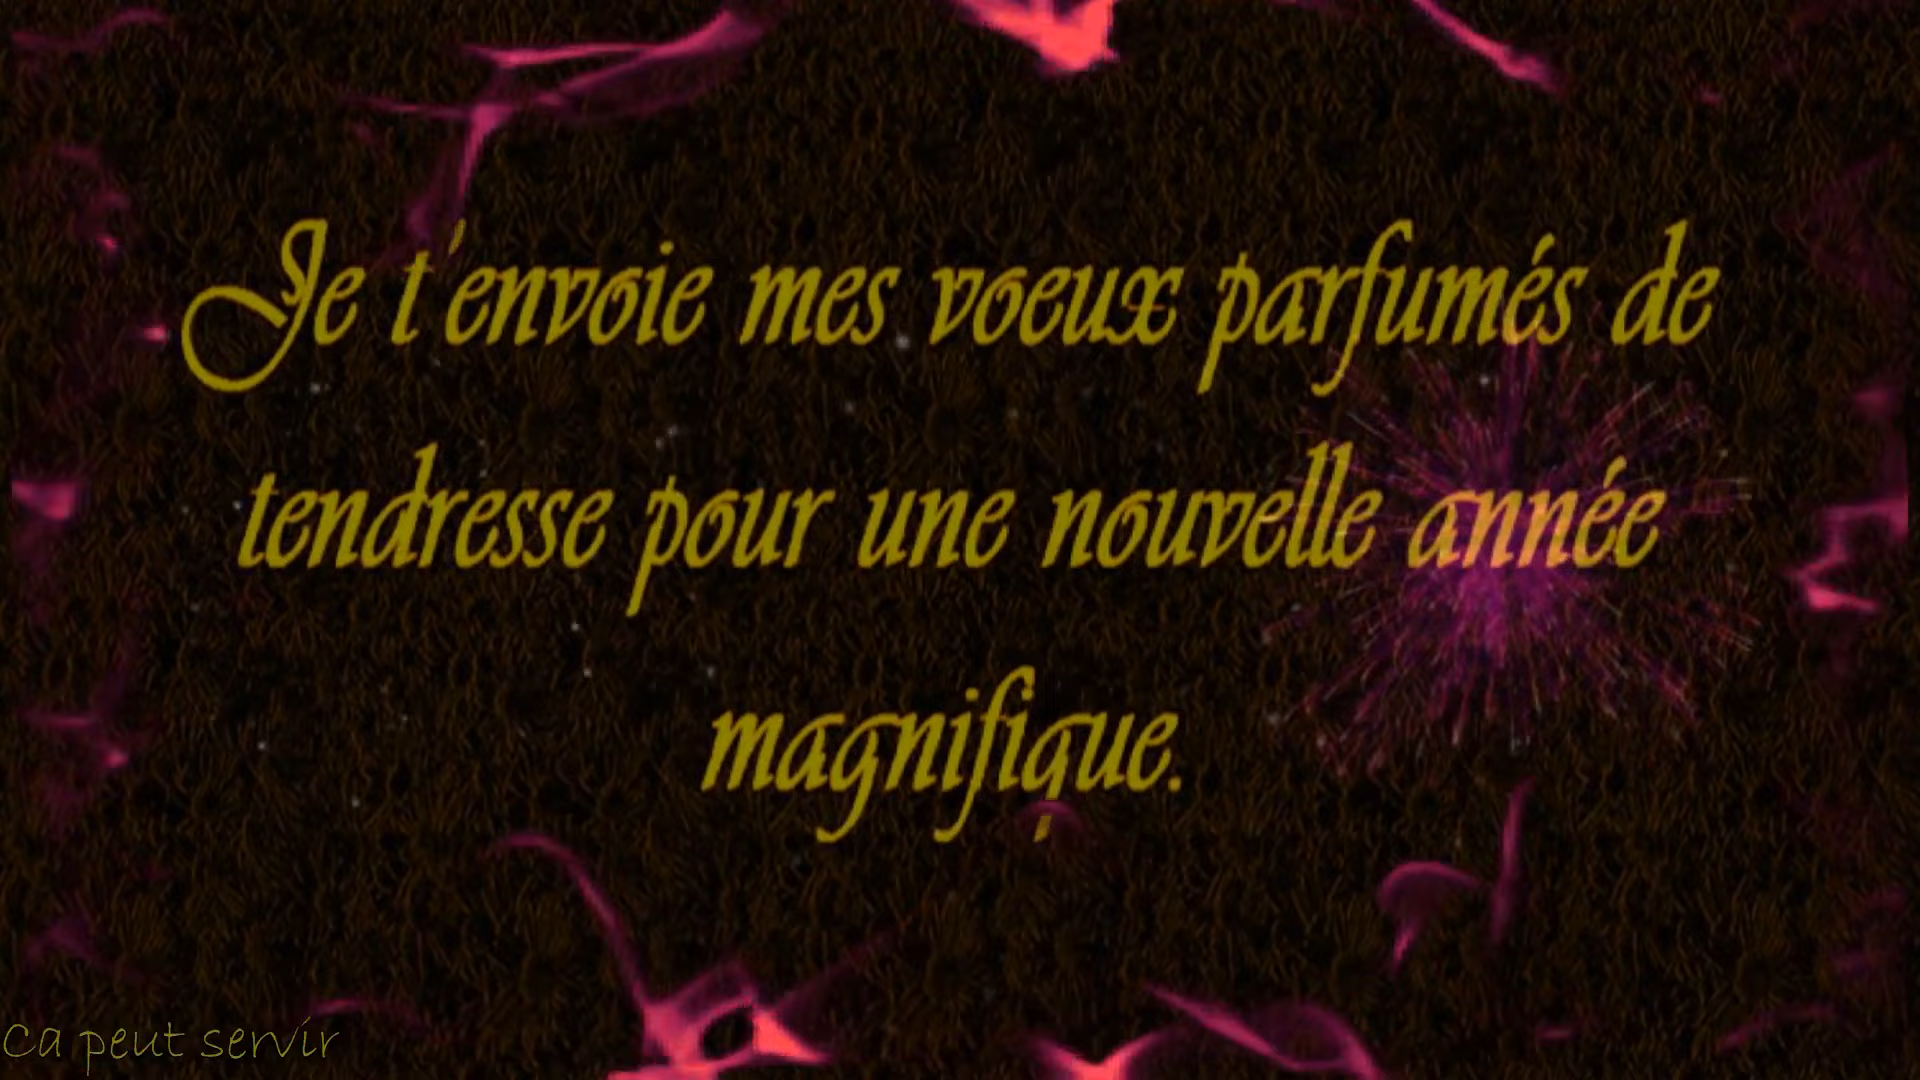 Je t'envoie mes voeux parfumés de
tendresse pour une nouvelle année
magnifique.
Ca peut servir